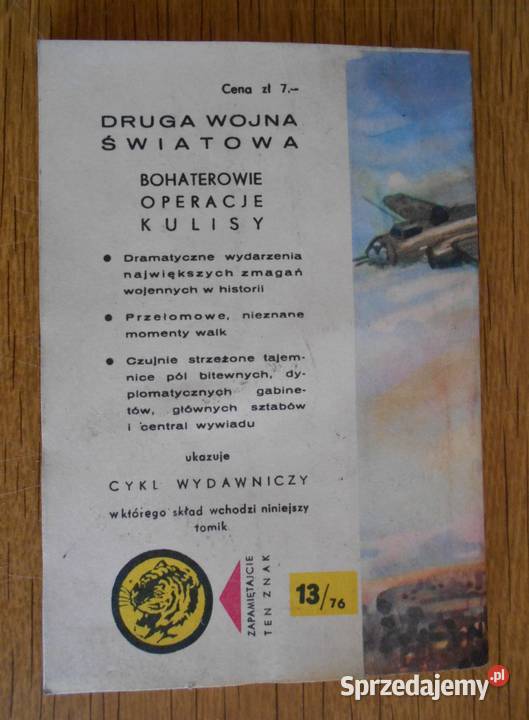 Cena zł 7.–
DRUGA WOJNA
ŚWIATOWA
BOHATEROWIE
OPERACJE
KULISY
● Dramatyczne wydarzenia
największych zmagań
wojennych w historii
● Przełomowe, nieznane
momenty walk
● Czujnie strzeżone tajem-
nice pól bitewnych, dy-
plomatycznych gabine-
tów, głównych sztabów
i central wywiadu
ukazuje
CYKL WYDAWNICZY
w którego skład wchodzi niniejszy
tomik
ZAPAMIĘTAJCIE
TEN ZNAK
13/76
Sprzedajemy.pl